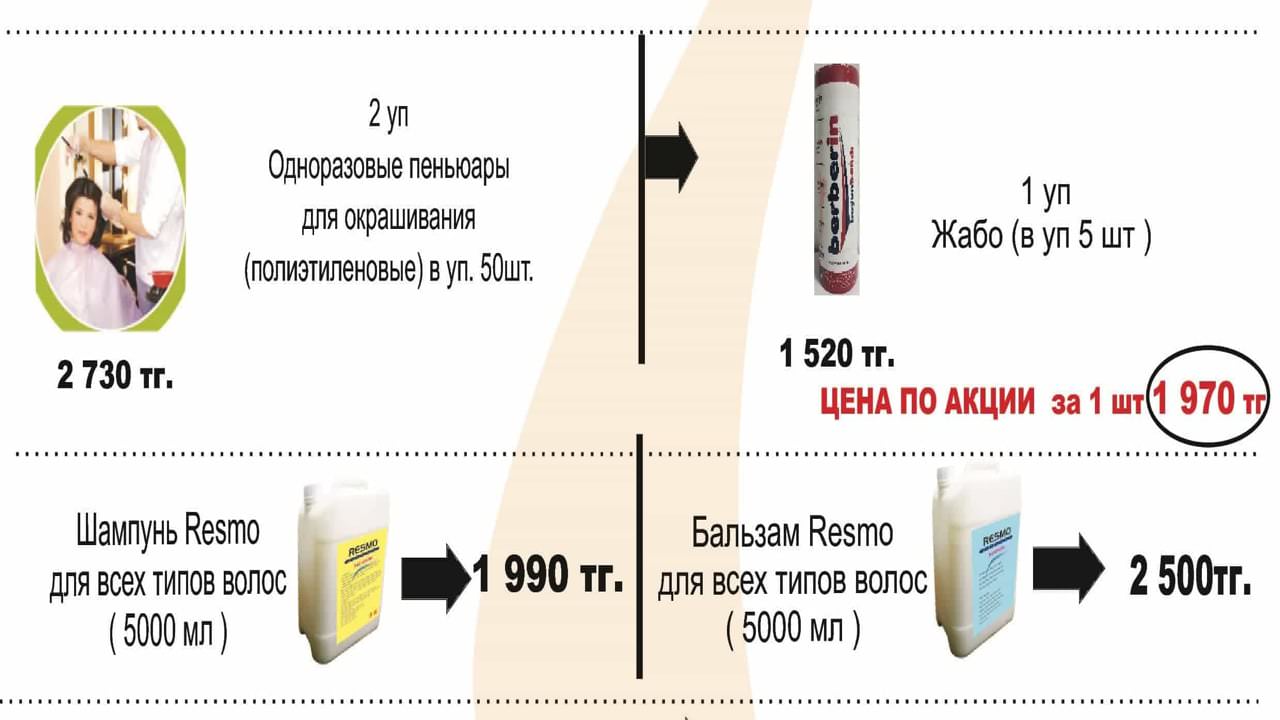 2 уп
Одноразовые пеньюары
для окрашивания
(полиэтиленовые) в уп. 50шт.
2 730 тг.
berberin
1 уп
Жабо (в уп 5 шт )
1 520 тг.
ЦЕНА ПО АКЦИИ за 1 шт 1 970 тг
Шампунь Resmo
для всех типов волос
( 5000 мл )
RESMO
1 990 тг.
Бальзам Resmo
для всех типов волос
( 5000 мл )
RESMO
2 500тг.